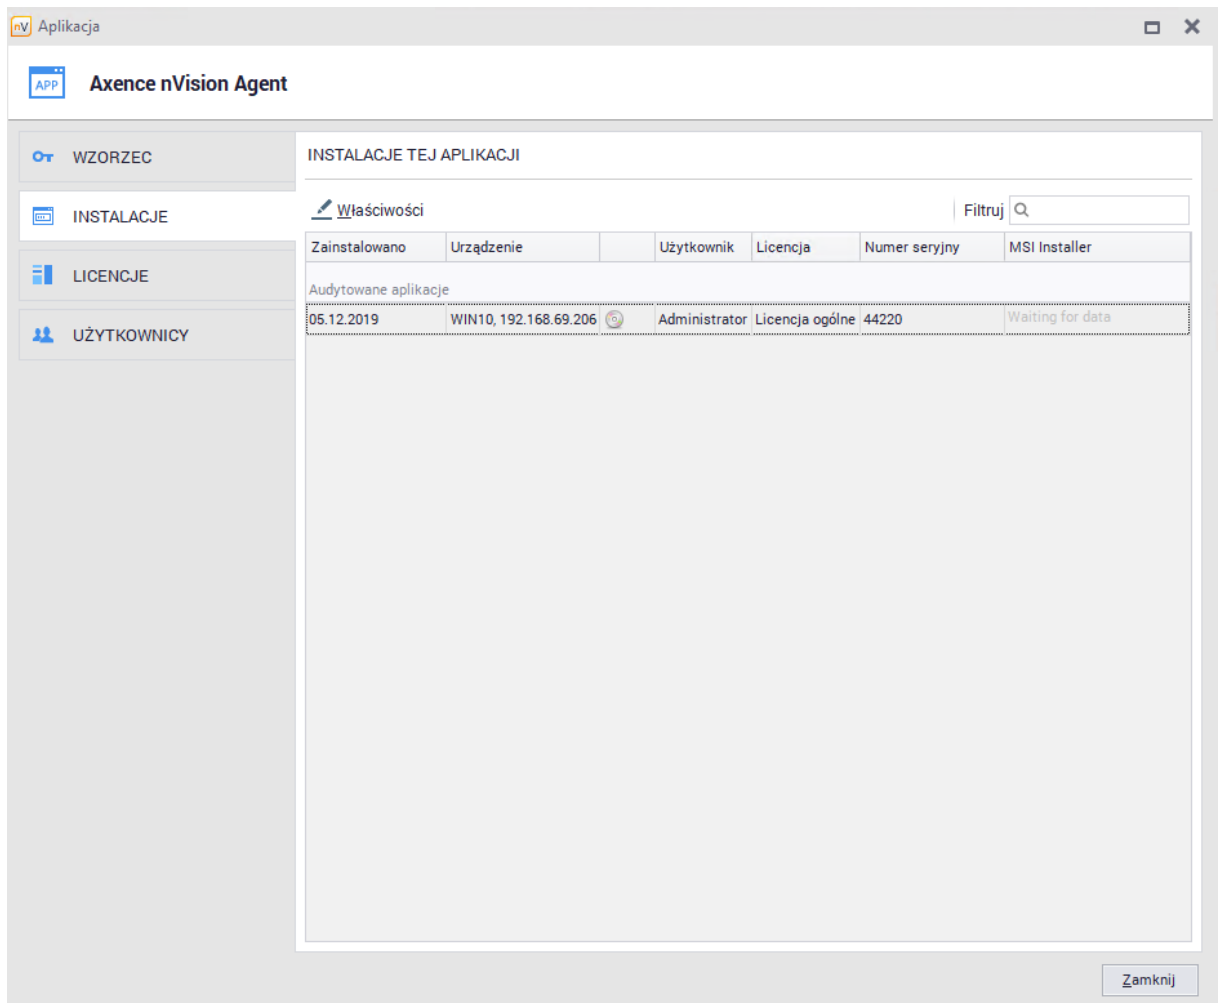 nV Aplikacja
APP Axence nVision Agent
WZORZEC
INSTALACJE
LICENCJE
UŻYTKOWNICY
INSTALACJE TEJ APLIKACJI
Właściwości Filtruj
Zainstalowano Urządzenie Użytkownik Licencja Numer seryjny MSI Installer
Audytowane aplikacje
05.12.2019 WIN10, 192.168.69.206 Administrator Licencja ogólne 44220 Waiting for data
Zamknij